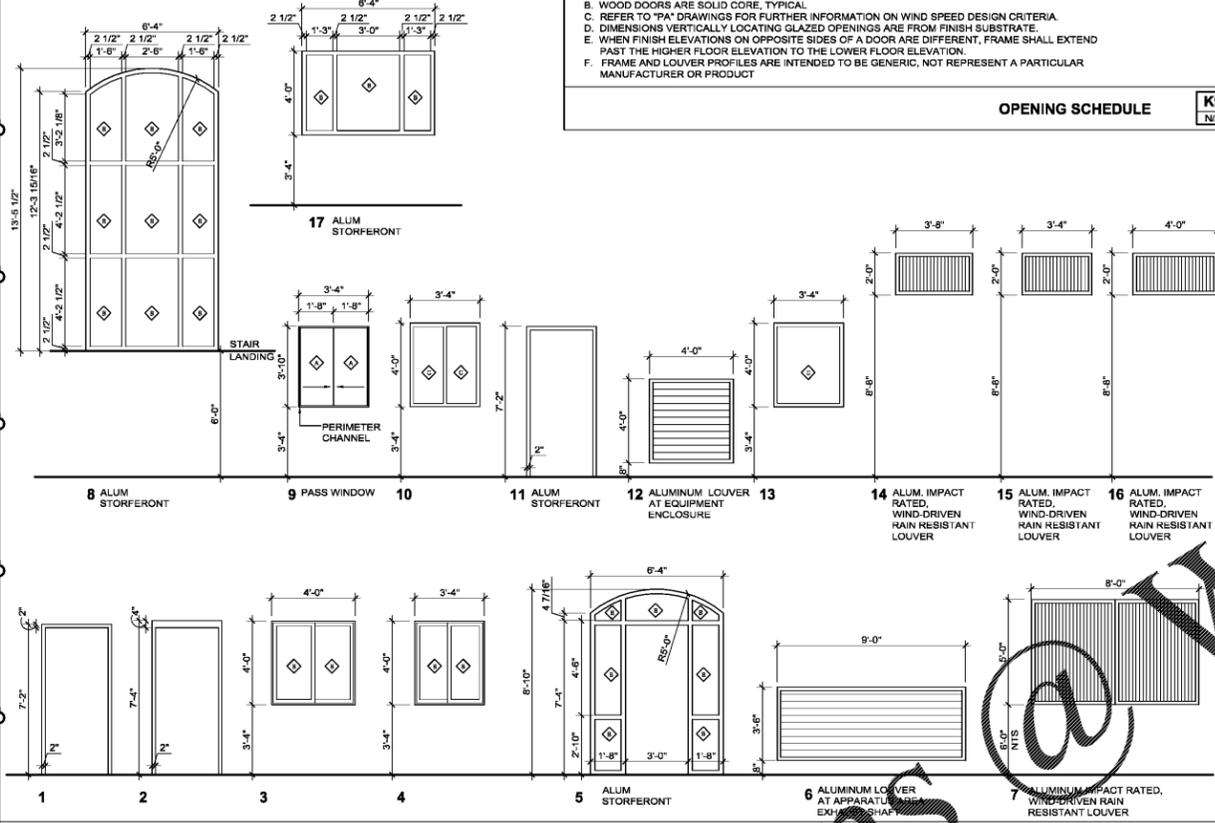 B. WOOD DOORS ARE SOLID CORE, TYPICAL
C. REFER TO "PA" DRAWINGS FOR FURTHER INFORMATION ON WIND SPEED DESIGN CRITERIA.
D. DIMENSIONS VERTICALLY LOCATING GLAZED OPENINGS ARE FROM FINISH SUBSTRATE.
E. WHEN FINISH ELEVATIONS ON OPPOSITE SIDES OF A DOOR ARE DIFFERENT, FRAME SHALL EXTEND
PAST THE HIGHER FLOOR ELEVATION TO THE LOWER FLOOR ELEVATION.
F. FRAME AND LOUVER PROFILES ARE INTENDED TO BE GENERIC, NOT REPRESENT A PARTICULAR
MANUFACTURER OR PRODUCT
OPENING SCHEDULE
6'-4"
2 1/2" 2 1/2" 2 1/2" 2 1/2"
1'-6" 2'-6" 1'-6"
13'-5 1/2"
12'-3 15/16"
2 1/2" 3'-2 1/8"
2 1/2" 4'-2 1/2"
2 1/2" 4'-2 1/2"
R5'-0"
B B B
B B B
B B B
STAIR
LANDING
6'-0"
8 ALUM
STORFERONT
6'-4"
2 1/2" 2 1/2" 2 1/2" 2 1/2"
1'-3" 3'-0" 1'-3"
4'-0"
3'-4"
B B B
17 ALUM
STORFERONT
3'-4"
1'-8" 1'-8"
3'-10"
3'-4"
A A
PERIMETER
CHANNEL
9 PASS WINDOW
3'-4"
4'-0"
3'-4"
C C
10
7'-2"
2"
11 ALUM
STORFERONT
4'-0"
4'-0"
8"
12 ALUMINUM LOUVER
AT EQUIPMENT
ENCLOSURE
3'-4"
4'-0"
3'-4"
C
13
3'-8"
2'-0"
8'-8"
14 ALUM. IMPACT
RATED,
WIND-DRIVEN
RAIN RESISTANT
LOUVER
3'-4"
2'-0"
8'-8"
15 ALUM. IMPACT
RATED,
WIND-DRIVEN
RAIN RESISTANT
LOUVER
4'-0"
2'-0"
8'-8"
16 ALUM. IMPACT
RATED,
WIND-DRIVEN
RAIN RESISTANT
LOUVER
2"
7'-2"
2"
1
4"
7'-4"
2"
2
4'-0"
4'-0"
3'-4"
B B
3
3'-4"
4'-0"
3'-4"
B B
4
6'-4"
4 7/16"
8'-10"
7'-4"
4'-6"
2'-10"
R5'-0"
B B B
B B
B B
1'-8" 3'-0" 1'-8"
5 ALUM
STORFERONT
9'-0"
3'-6"
8"
6 ALUMINUM LOUVER
AT APPARATUS AREA
EXHAUST SHAFT
8'-0"
5'-0"
6'-0"
NTS
7 ALUMINUM IMPACT RATED,
WIND-DRIVEN RAIN
RESISTANT LOUVER
@